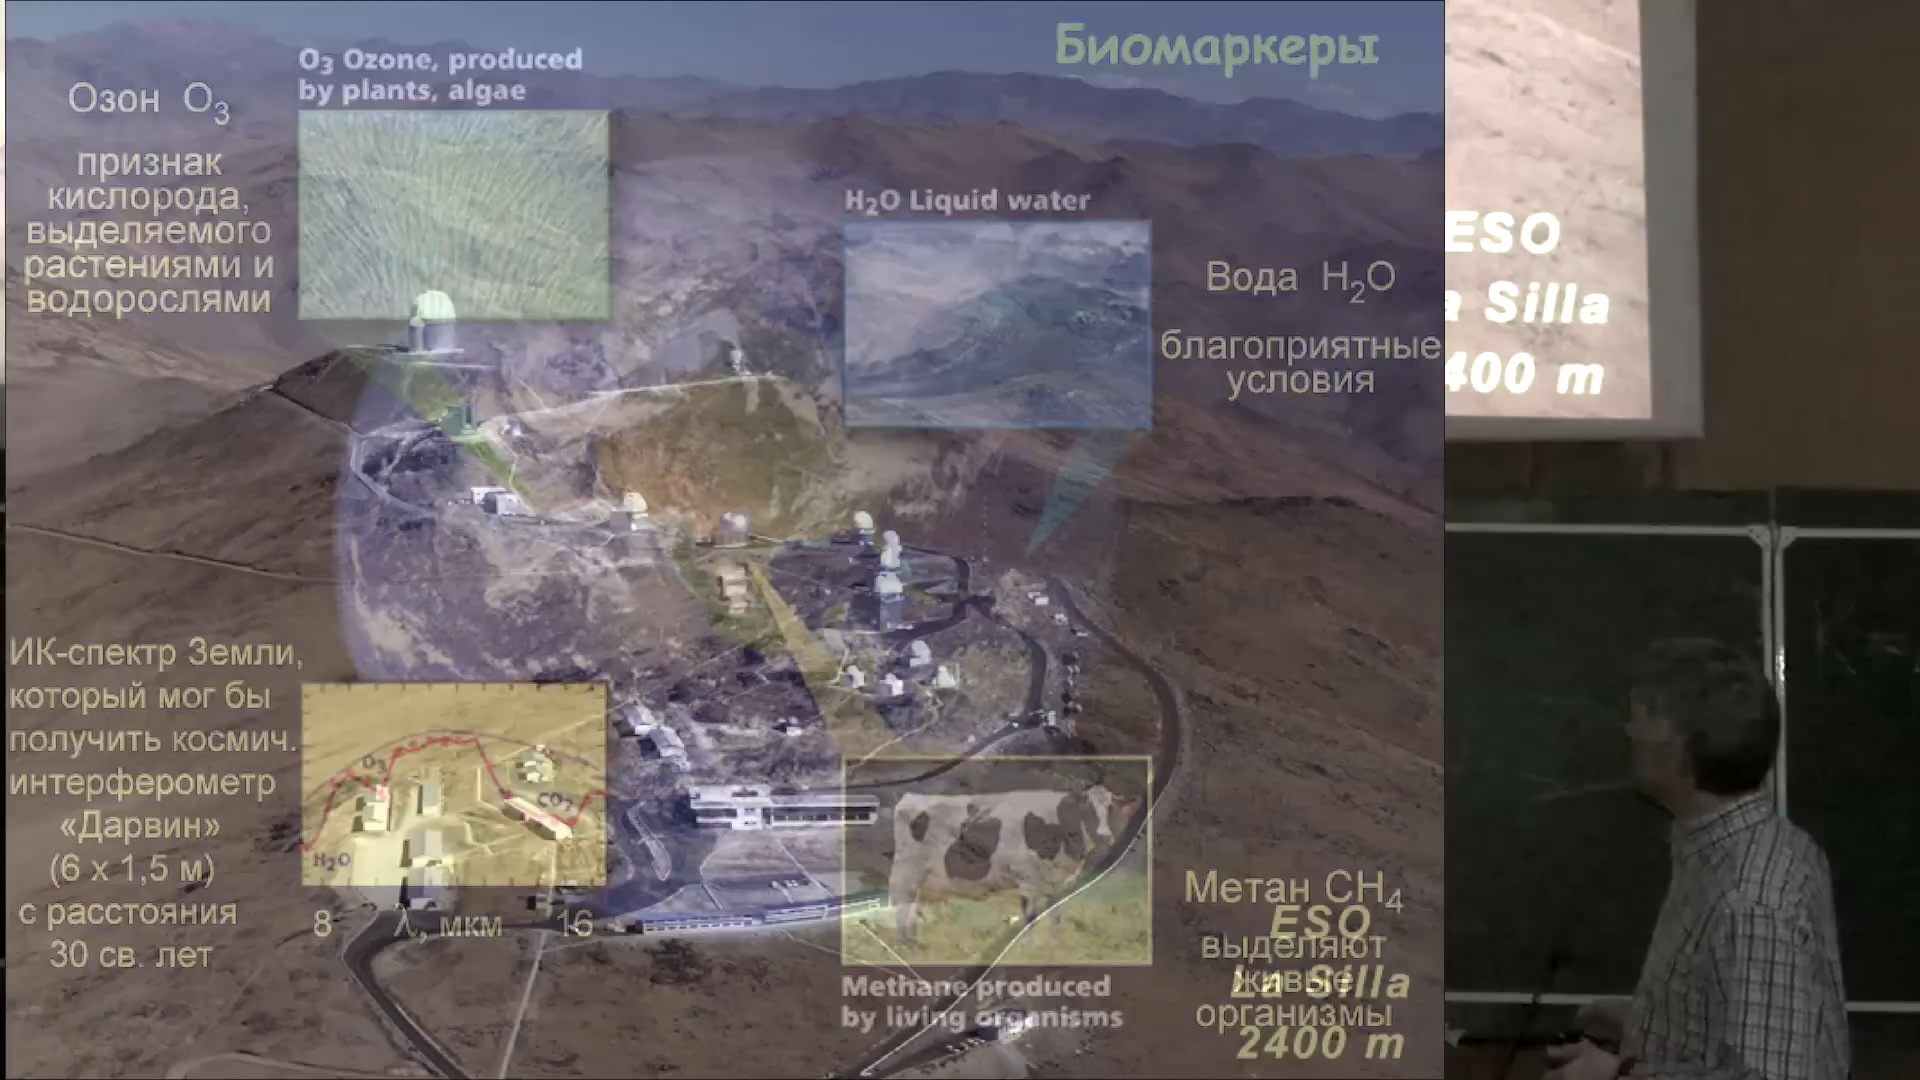 Биомаркеры
O3 Ozone, produced
by plants, algae
Озон O3
признак
кислорода,
выделяемого
растениями и
водорослями
H2O Liquid water
Вода H2O
благоприятные
условия
ESO
Silla
400 m
ИК-спектр Земли,
который мог бы
получить космич.
интерферометр
«Дарвин»
(6 x 1,5 м)
с расстояния
30 св. лет
O3
CO2
H2O
8 λ, мкм 16
Метан CH4
выделяют
живые
организмы
Methane produced
by living organisms
ESO
La Silla
2400 m